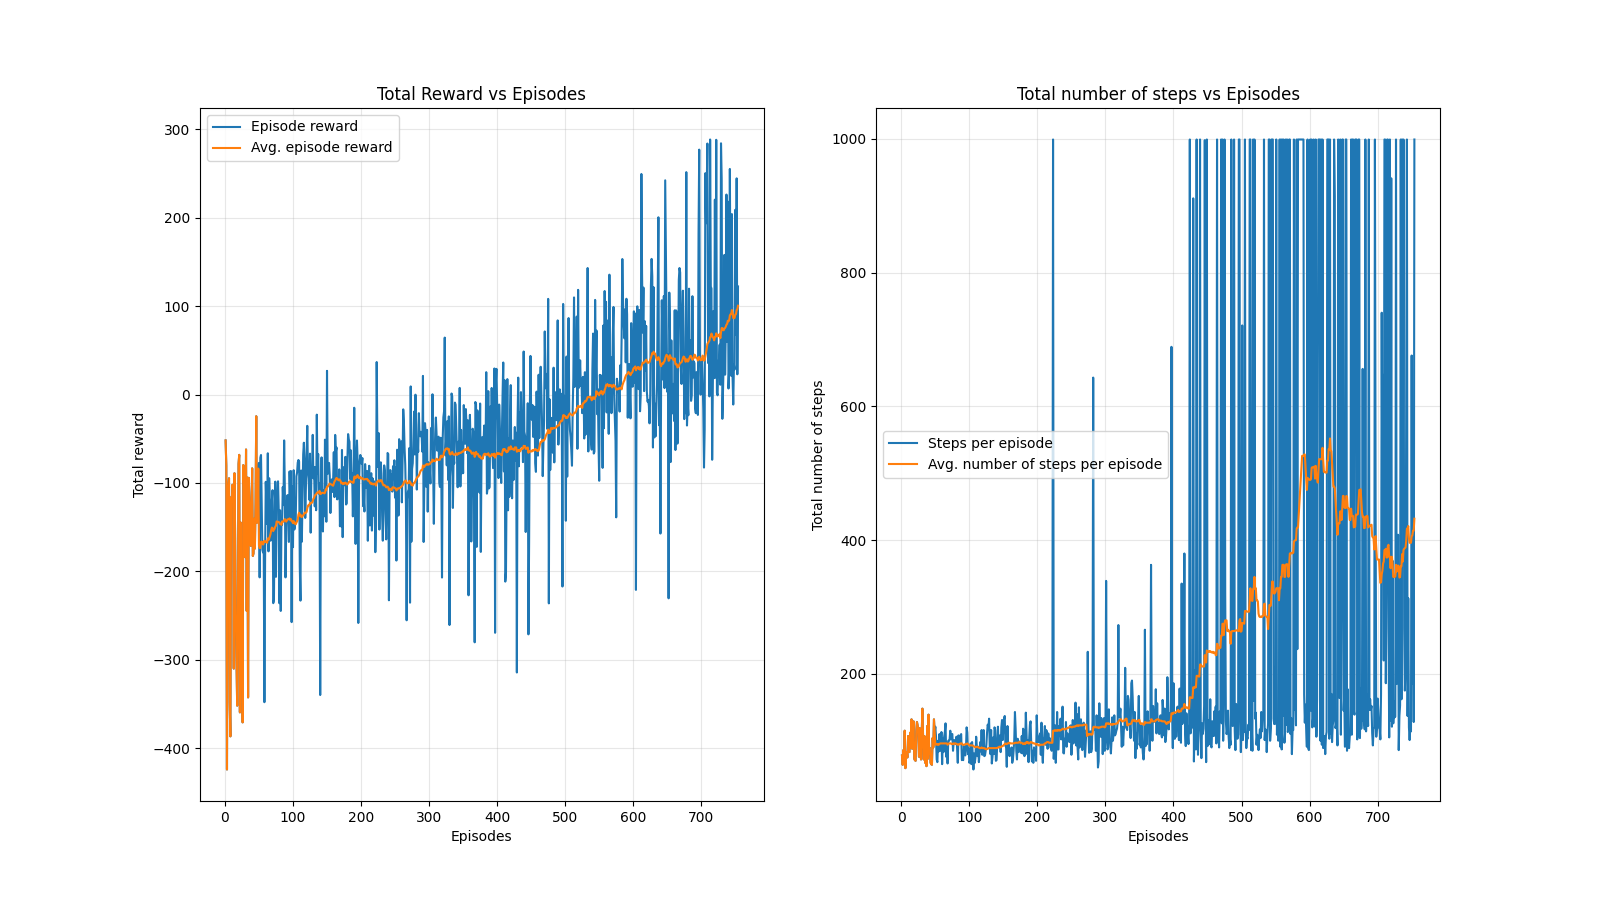 Total Reward vs Episodes
Episode reward
Avg. episode reward
300
200
100
0
−100
−200
−300
−400
Total reward
0 100 200 300 400 500 600 700
Episodes
Total number of steps vs Episodes
1000
800
600
400
200
Total number of steps
Steps per episode
Avg. number of steps per episode
0 100 200 300 400 500 600 700
Episodes